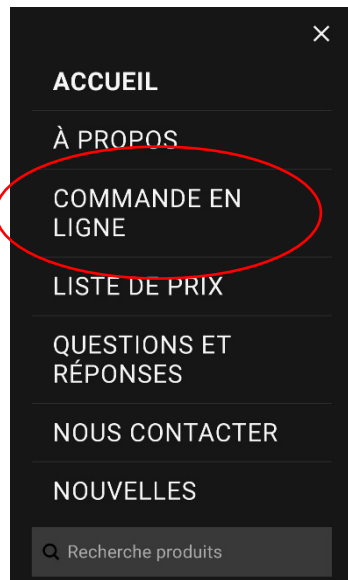 ACCUEIL
À PROPOS
COMMANDE EN
LIGNE
LISTE DE PRIX
QUESTIONS ET
RÉPONSES
NOUS CONTACTER
NOUVELLES
Recherche produits